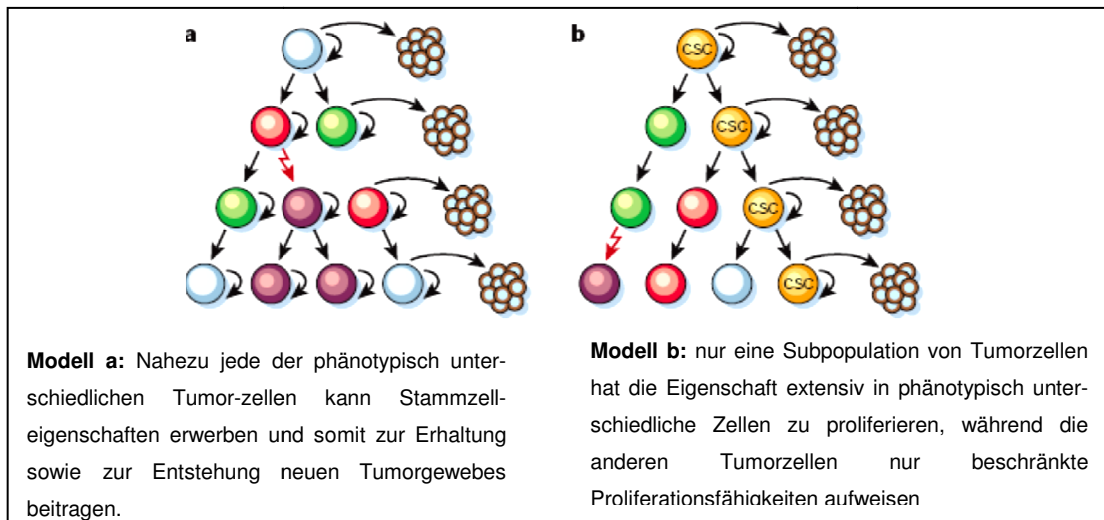 a
b
CSC
CSC
CSC
CSC
Modell a: Nahezu jede der phänotypisch unter-
schiedlichen Tumor-zellen kann Stammzell-
eigenschaften erwerben und somit zur Erhaltung
sowie zur Entstehung neuen Tumorgewebes
beitragen.
Modell b: nur eine Subpopulation von Tumorzellen
hat die Eigenschaft extensiv in phänotypisch unter-
schiedliche Zellen zu proliferieren, während die
anderen Tumorzellen nur beschränkte
Proliferationsfähigkeiten aufweisen